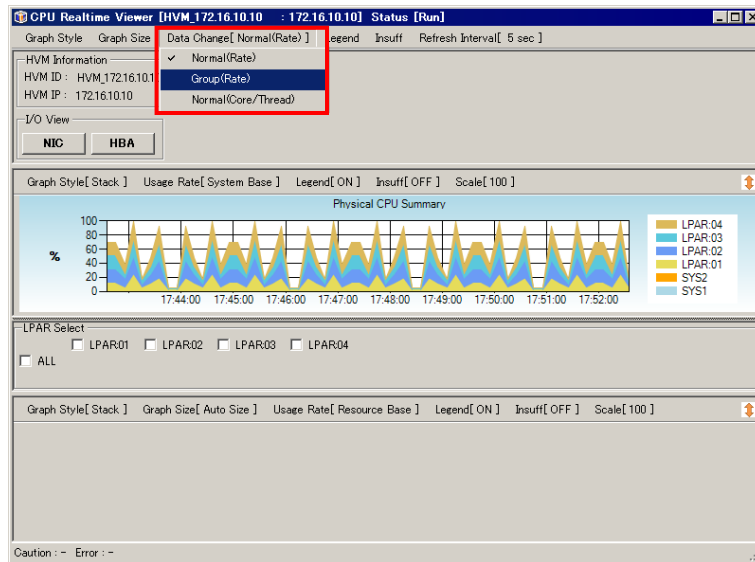 CPU Realtime Viewer [HVM_172.16.10.10 : 172.16.10.10] Status [Run]
Graph Style Graph Size Data Change[ Normal(Rate) ] Legend Insuff Refresh Interval[ 5 sec ]
Normal(Rate)
Group(Rate)
Normal(Core/Thread)
HVM Information
HVM ID : HVM_172.16.10.1
HVM IP : 172.16.10.10
I/O View
NIC HBA
Graph Style[ Stack ] Usage Rate[ System Base ] Legend[ ON ] Insuff[ OFF ] Scale[ 100 ]
Physical CPU Summary
100
80
60
40
20
0
%
17:44:00 17:45:00 17:46:00 17:47:00 17:48:00 17:49:00 17:50:00 17:51:00 17:52:00
LPAR:04
LPAR:03
LPAR:02
LPAR:01
SYS2
SYS1
LPAR Select
LPAR:01 LPAR:02 LPAR:03 LPAR:04
ALL
Graph Style[ Stack ] Graph Size[ Auto Size ] Usage Rate[ Resource Base ] Legend[ ON ] Insuff[ OFF ] Scale[ 100 ]
Caution : - Error : -